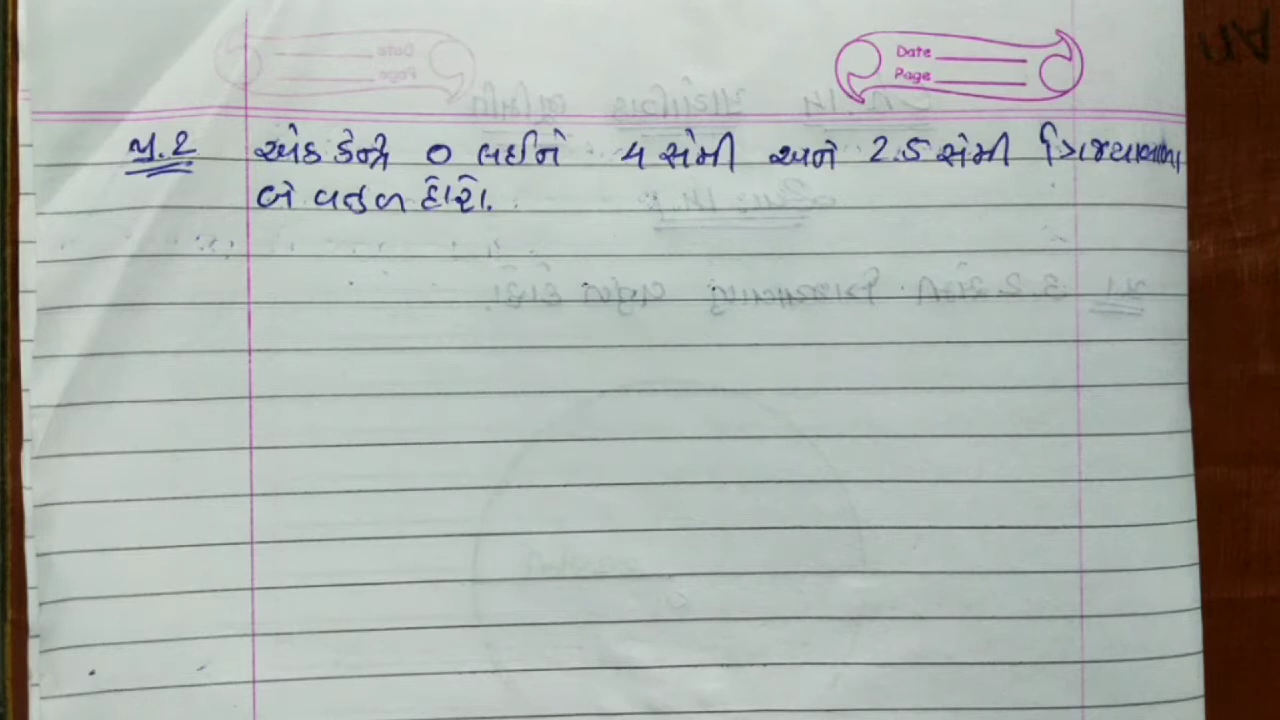 Date
Page
પ્ર.2 એક કેન્દ્ર O લઈને 4 સેમી અને 2.5 સેમી ત્રિજ્યાવાળા
બે વર્તુળ દોરો.